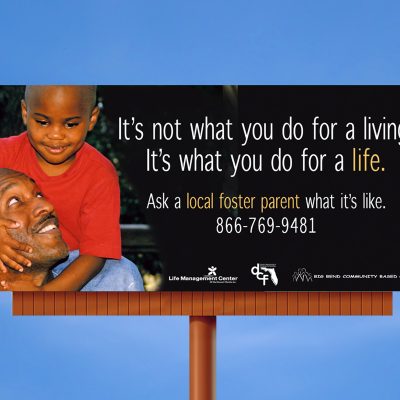 It's not what you do for a living
It's what you do for a life.
Ask a local foster parent what it's like.
866-769-9481
Life Management Center
dcf
BIG BEND COMMUNITY BASED